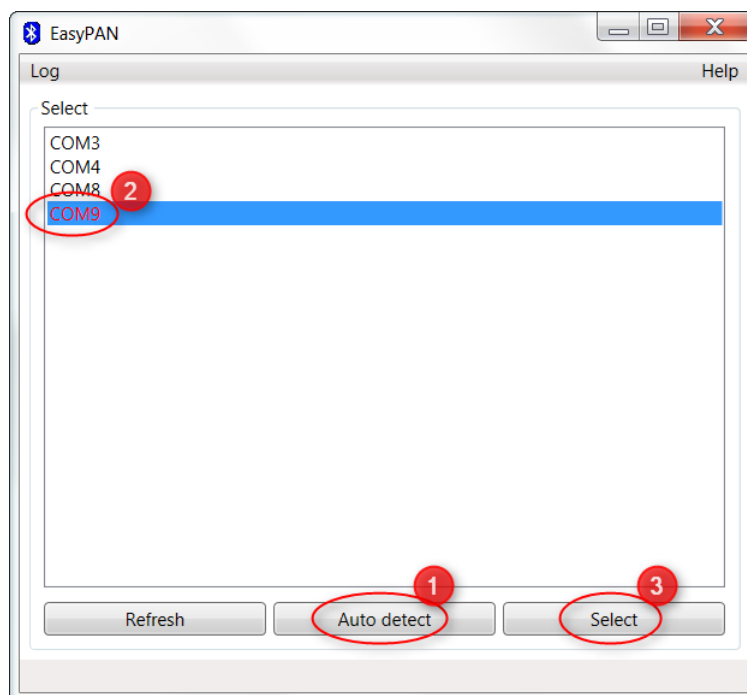 EasyPAN
Log Help
Select
COM3
COM4
COM8
2
COM9
1
3
Refresh Auto detect Select